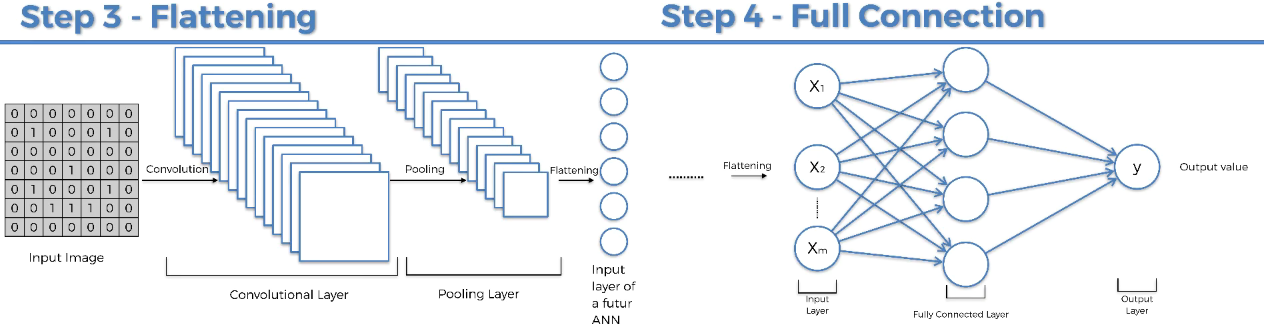 Step 3 - Flattening
0 0 0 0 0 0 0
0 1 0 0 0 1 0
0 0 0 0 0 0 0
0 0 0 1 0 0 0
0 1 0 0 0 1 0
0 0 1 1 1 0 0
0 0 0 0 0 0 0
Input Image
Convolution
Convolutional Layer
Pooling
Pooling Layer
Flattening
Input
layer of
a futur
ANN
Step 4 - Full Connection
Flattening
X1
X2
Xm
y
Output value
Input
Layer
Fully Connected Layer
Output
Layer